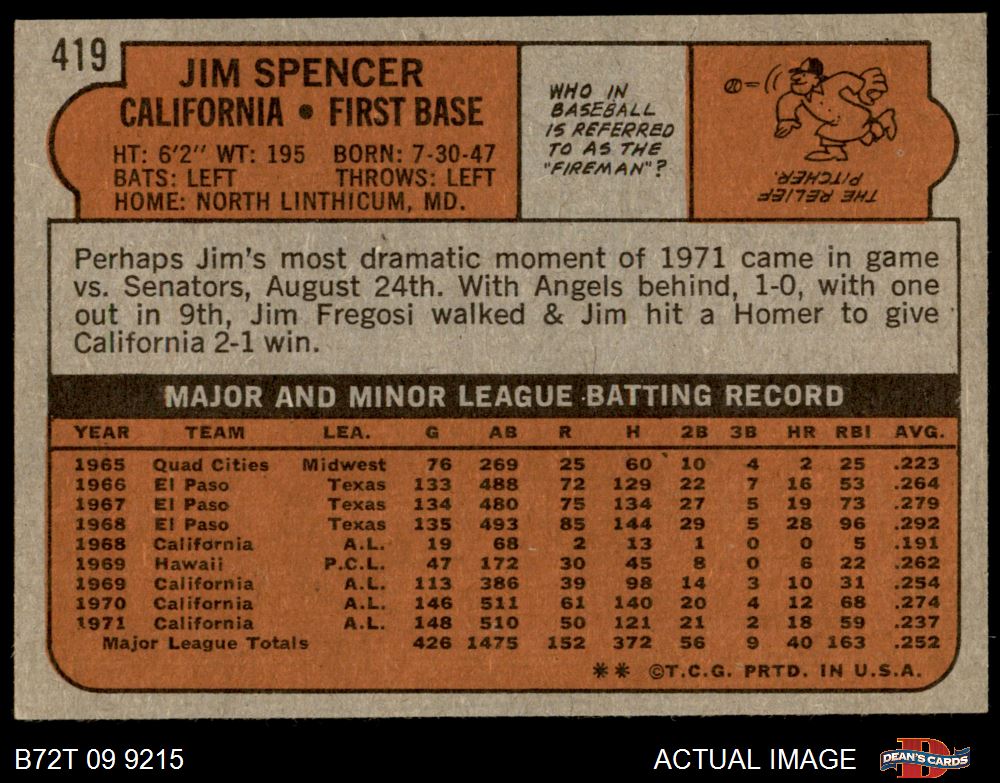 419
JIM SPENCER
CALIFORNIA • FIRST BASE
HT: 6'2" WT: 195 BORN: 7-30-47
BATS: LEFT THROWS: LEFT
HOME: NORTH LINTHICUM, MD.
WHO IN
BASEBALL
IS REFERRED
TO AS THE
"FIREMAN"?
THE RELIEF
PITCHER.
Perhaps Jim's most dramatic moment of 1971 came in game
vs. Senators, August 24th. With Angels behind, 1-0, with one
out in 9th, Jim Fregosi walked & Jim hit a Homer to give
California 2-1 win.
MAJOR AND MINOR LEAGUE BATTING RECORD
YEAR TEAM LEA. G AB R H 2B 3B HR RBI AVG.
1965 Quad Cities Midwest 76 269 25 60 10 4 2 25 .223
1966 El Paso Texas 133 488 72 129 22 7 16 53 .264
1967 El Paso Texas 134 480 75 134 27 5 19 73 .279
1968 El Paso Texas 135 493 85 144 29 5 28 96 .292
1968 California A.L. 19 68 2 13 1 0 0 5 .191
1969 Hawaii P.C.L. 47 172 30 45 8 0 6 22 .262
1969 California A.L. 113 386 39 98 14 3 10 31 .254
1970 California A.L. 146 511 61 140 20 4 12 68 .274
1971 California A.L. 148 510 50 121 21 2 18 59 .237
Major League Totals 426 1475 152 372 56 9 40 163 .252
** ©T.C.G. PRTD. IN U.S.A.
B72T 09 9215 ACTUAL IMAGE
D
DEAN'S CARDS